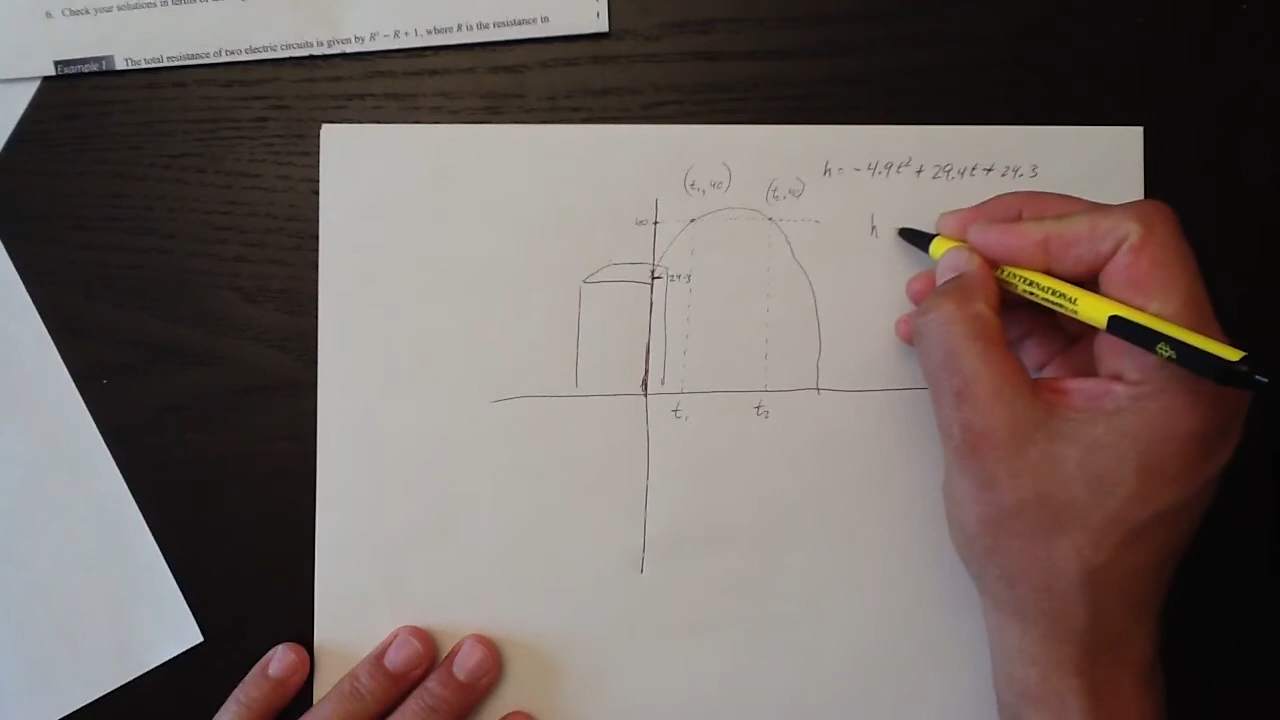 6. Check your solutions in terms of
Example 1 The total resistance of two electric circuits is given by R² − R + 1, where R is the resistance in
(t₁, 40)
(t₂, 40)
h = -4.9t² + 29.4t + 24.3
40
h
24.3
INTERNATIONAL
t₁
t₂